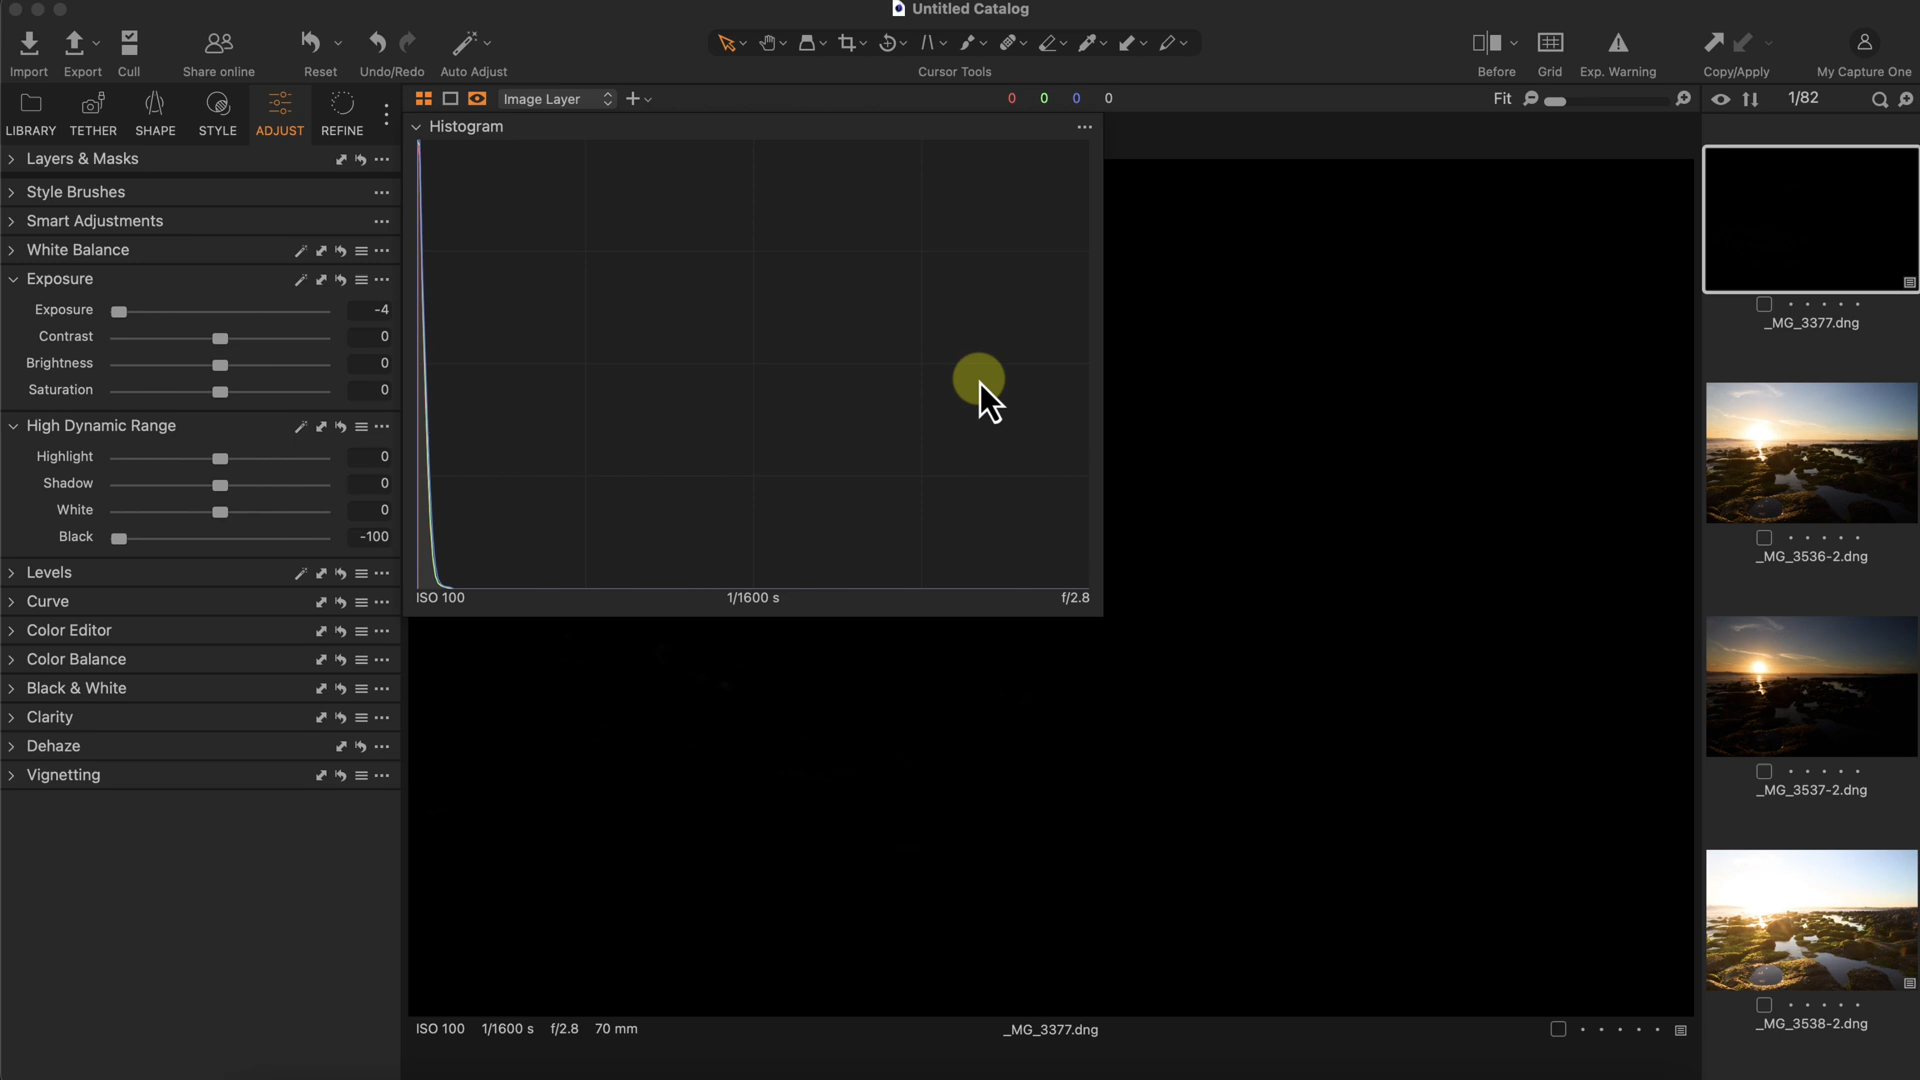 Untitled Catalog
Import Export Cull Share online Reset Undo/Redo Auto Adjust Cursor Tools Before Grid Exp. Warning Copy/Apply My Capture One
LIBRARY TETHER SHAPE STYLE ADJUST REFINE
Image Layer
0 0 0 0
Fit
1/82
Layers & Masks
Style Brushes
Smart Adjustments
White Balance
Exposure
Exposure -4
Contrast 0
Brightness 0
Saturation 0
High Dynamic Range
Highlight 0
Shadow 0
White 0
Black -100
Levels
Curve
Color Editor
Color Balance
Black & White
Clarity
Dehaze
Vignetting
Histogram
ISO 100 1/1600 s f/2.8
ISO 100 1/1600 s f/2.8 70 mm
_MG_3377.dng
_MG_3377.dng
_MG_3536-2.dng
_MG_3537-2.dng
_MG_3538-2.dng